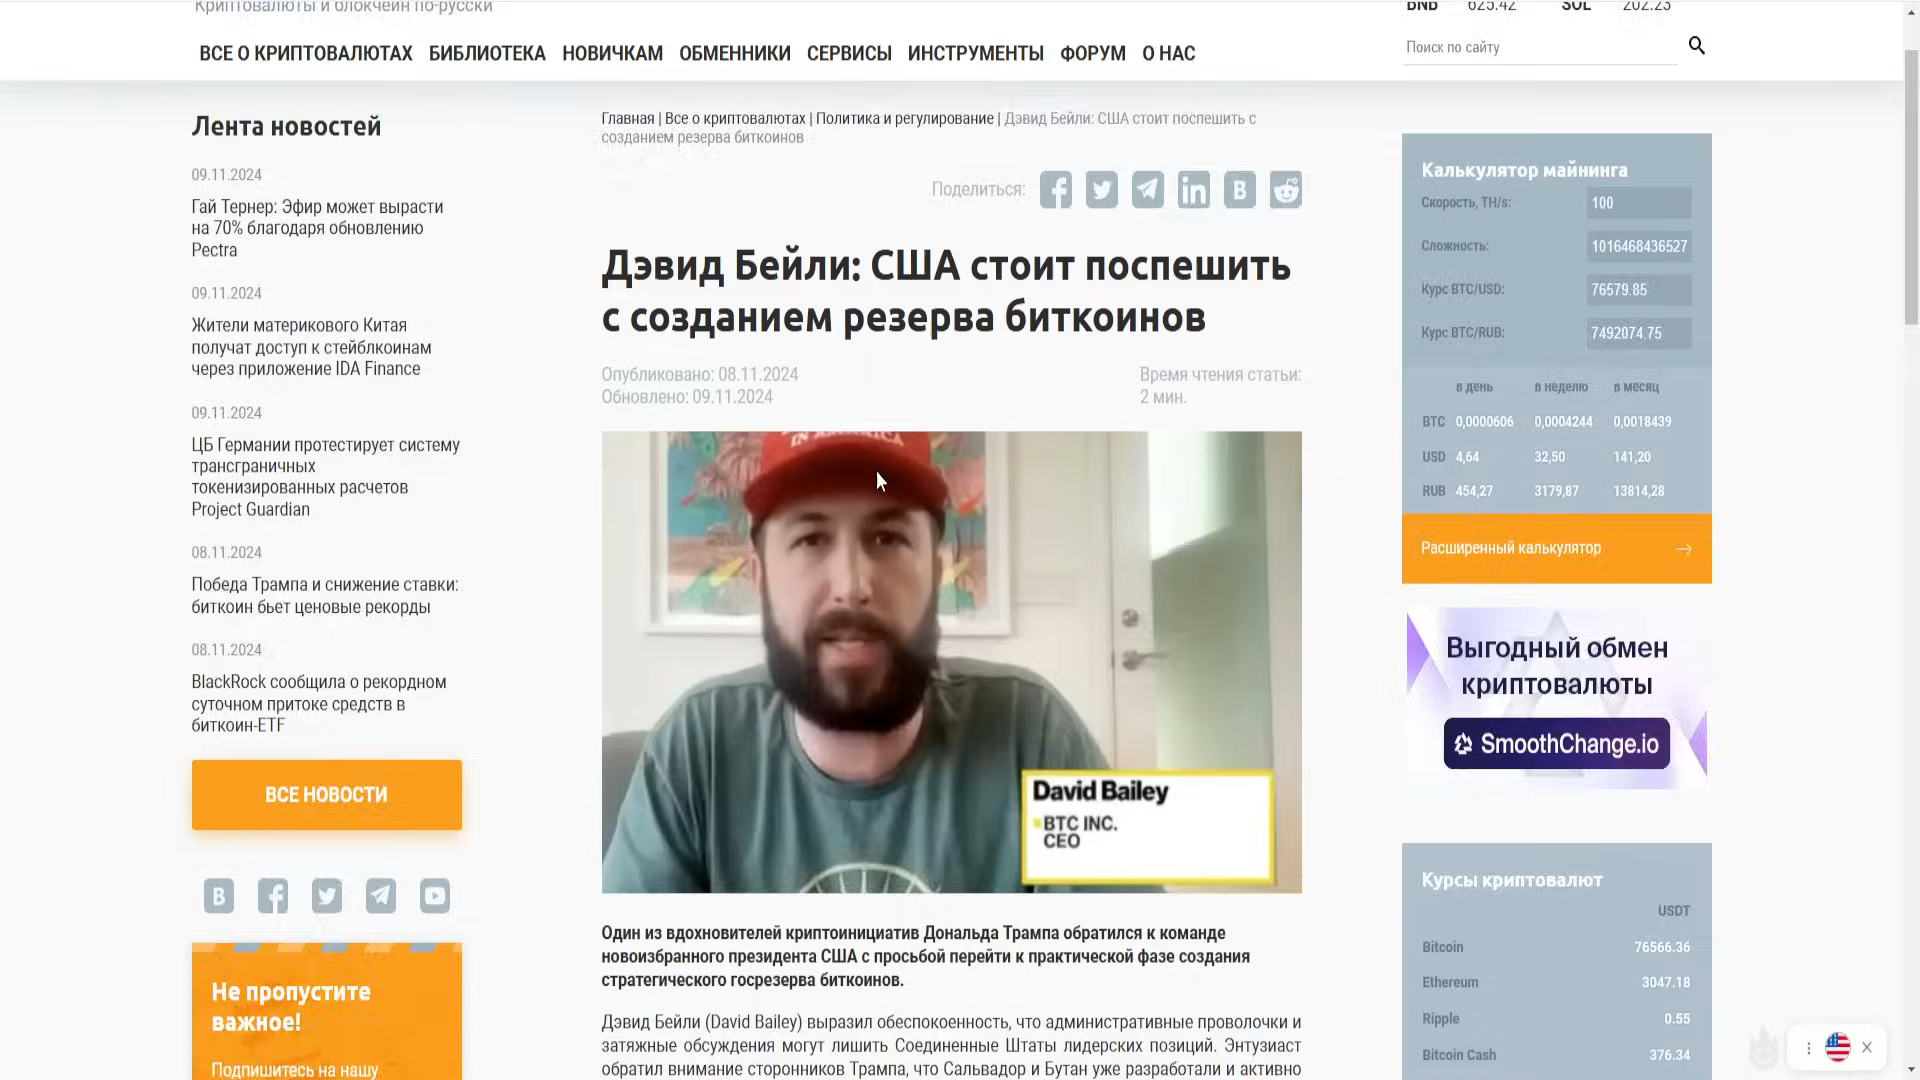 Криптовалюты и блокчейн по-русски
BNB 625.42 SOL 202.23
ВСЕ О КРИПТОВАЛЮТАХ БИБЛИОТЕКА НОВИЧКАМ ОБМЕННИКИ СЕРВИСЫ ИНСТРУМЕНТЫ ФОРУМ О НАС
Поиск по сайту
Лента новостей
09.11.2024
Гай Тернер: Эфир может вырасти
на 70% благодаря обновлению
Pectra
09.11.2024
Жители материкового Китая
получат доступ к стейблкоинам
через приложение IDA Finance
09.11.2024
ЦБ Германии протестирует систему
трансграничных
токенизированных расчетов
Project Guardian
08.11.2024
Победа Трампа и снижение ставки:
биткоин бьет ценовые рекорды
08.11.2024
BlackRock сообщила о рекордном
суточном притоке средств в
биткоин-ETF
ВСЕ НОВОСТИ
Не пропустите
важное!
Подпишитесь на нашу
Главная | Все о криптовалютах | Политика и регулирование | Дэвид Бейли: США стоит поспешить с
созданием резерва биткоинов
Поделиться:
Дэвид Бейли: США стоит поспешить
с созданием резерва биткоинов
Опубликовано: 08.11.2024
Обновлено: 09.11.2024
Время чтения статьи:
2 мин.
IN AMERICA
David Bailey
BTC INC.
CEO
Один из вдохновителей криптоинициатив Дональда Трампа обратился к команде
новоизбранного президента США с просьбой перейти к практической фазе создания
стратегического госрезерва биткоинов.
Дэвид Бейли (David Bailey) выразил обеспокоенность, что административные проволочки и
затяжные обсуждения могут лишить Соединенные Штаты лидерских позиций. Энтузиаст
обратил внимание сторонников Трампа, что Сальвадор и Бутан уже разработали и активно
Калькулятор майнинга
Скорость, TH/s: 100
Сложность: 1016468436527
Курс BTC/USD: 76579.85
Курс BTC/RUB: 7492074.75
в день в неделю в месяц
BTC 0,0000606 0,0004244 0,0018439
USD 4,64 32,50 141,20
RUB 454,27 3179,87 13814,28
Расширенный калькулятор
Выгодный обмен
криптовалюты
SmoothChange.io
Курсы криптовалют
USDT
Bitcoin 76566.36
Ethereum 3047.18
Ripple 0.55
Bitcoin Cash 376.34